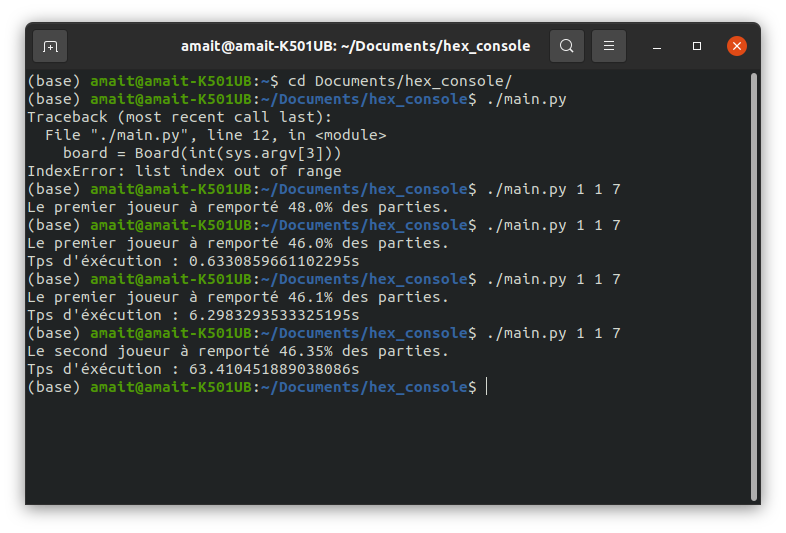 amait@amait-K501UB: ~/Documents/hex_console
(base) amait@amait-K501UB:~$ cd Documents/hex_console/
(base) amait@amait-K501UB:~/Documents/hex_console$ ./main.py
Traceback (most recent call last):
  File "./main.py", line 12, in <module>
    board = Board(int(sys.argv[3]))
IndexError: list index out of range
(base) amait@amait-K501UB:~/Documents/hex_console$ ./main.py 1 1 7
Le premier joueur à remporté 48.0% des parties.
(base) amait@amait-K501UB:~/Documents/hex_console$ ./main.py 1 1 7
Le premier joueur à remporté 46.0% des parties.
Tps d'éxécution : 0.6330859661102295s
(base) amait@amait-K501UB:~/Documents/hex_console$ ./main.py 1 1 7
Le premier joueur à remporté 46.1% des parties.
Tps d'éxécution : 6.2983293533325195s
(base) amait@amait-K501UB:~/Documents/hex_console$ ./main.py 1 1 7
Le second joueur à remporté 46.35% des parties.
Tps d'éxécution : 63.410451889038086s
(base) amait@amait-K501UB:~/Documents/hex_console$